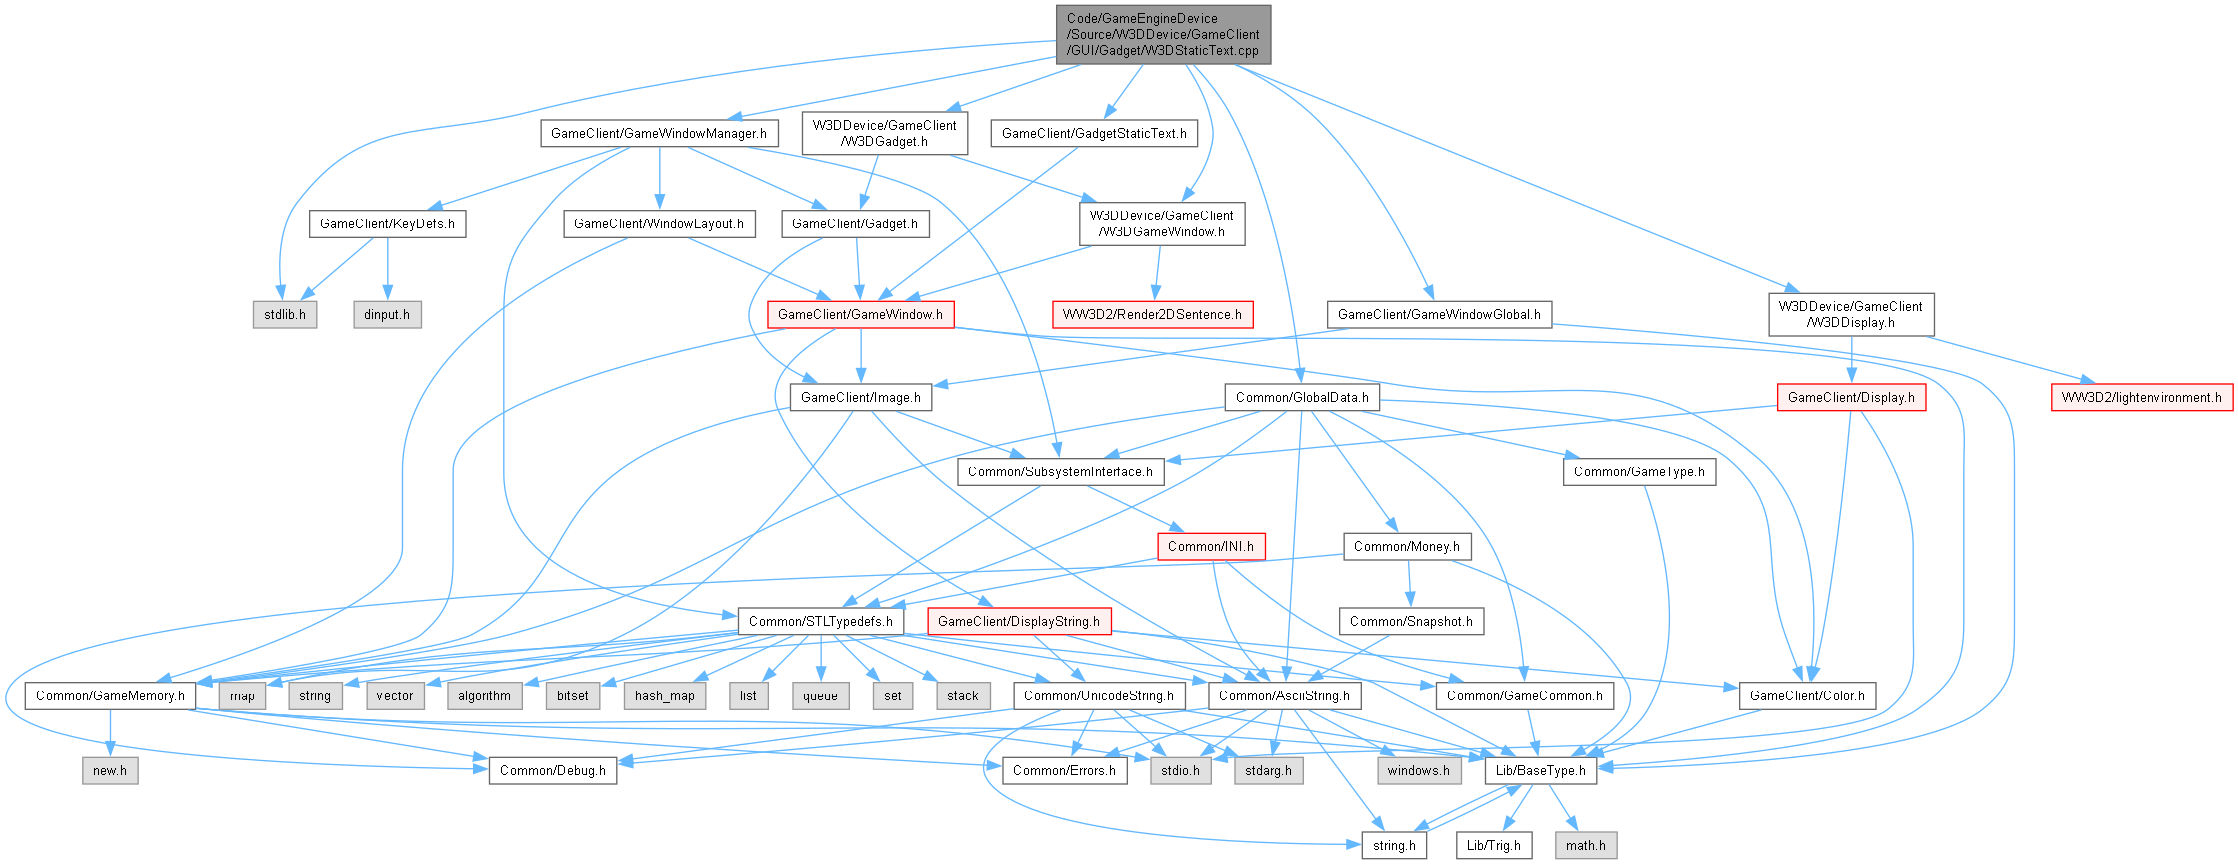 Code/GameEngineDevice
/Source/W3DDevice/GameClient
/GUI/Gadget/W3DStaticText.cpp
GameClient/GameWindowManager.h
W3DDevice/GameClient
/W3DGadget.h
GameClient/GadgetStaticText.h
GameClient/KeyDefs.h
GameClient/WindowLayout.h
GameClient/Gadget.h
W3DDevice/GameClient
/W3DGameWindow.h
stdlib.h
dinput.h
GameClient/GameWindow.h
WW3D2/Render2DSentence.h
GameClient/GameWindowGlobal.h
W3DDevice/GameClient
/W3DDisplay.h
GameClient/Image.h
Common/GlobalData.h
GameClient/Display.h
WW3D2/lightenvironment.h
Common/SubsystemInterface.h
Common/GameType.h
Common/INI.h
Common/Money.h
Common/STLTypedefs.h
GameClient/DisplayString.h
Common/Snapshot.h
Common/GameMemory.h
map
string
vector
algorithm
bitset
hash_map
list
queue
set
stack
Common/UnicodeString.h
Common/AsciiString.h
Common/GameCommon.h
GameClient/Color.h
new.h
Common/Debug.h
Common/Errors.h
stdio.h
stdarg.h
windows.h
Lib/BaseType.h
string.h
Lib/Trig.h
math.h